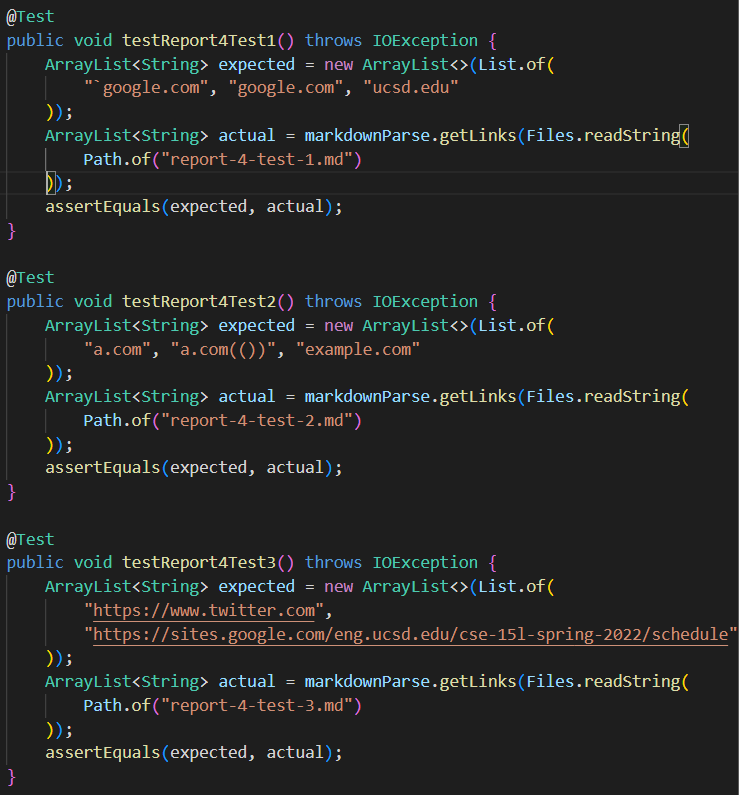 @Test
public void testReport4Test1() throws IOException {
    ArrayList<String> expected = new ArrayList<>(List.of(
        "`google.com", "google.com", "ucsd.edu"
    ));
    ArrayList<String> actual = markdownParse.getLinks(Files.readString(
        Path.of("report-4-test-1.md")
    ));
    assertEquals(expected, actual);
}

@Test
public void testReport4Test2() throws IOException {
    ArrayList<String> expected = new ArrayList<>(List.of(
        "a.com", "a.com(())", "example.com"
    ));
    ArrayList<String> actual = markdownParse.getLinks(Files.readString(
        Path.of("report-4-test-2.md")
    ));
    assertEquals(expected, actual);
}

@Test
public void testReport4Test3() throws IOException {
    ArrayList<String> expected = new ArrayList<>(List.of(
        "https://www.twitter.com",
        "https://sites.google.com/eng.ucsd.edu/cse-15l-spring-2022/schedule"
    ));
    ArrayList<String> actual = markdownParse.getLinks(Files.readString(
        Path.of("report-4-test-3.md")
    ));
    assertEquals(expected, actual);
}